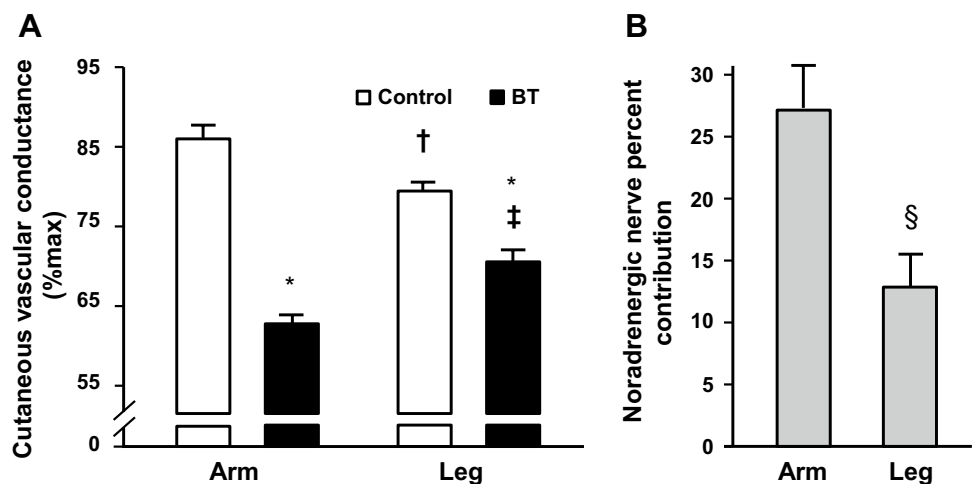 A
Cutaneous vascular conductance
(%max)
95
85
75
65
55
0
Control
BT
*
†
*
‡
Arm
Leg
B
Noradrenergic nerve percent
contribution
30
25
20
15
10
5
0
§
Arm
Leg